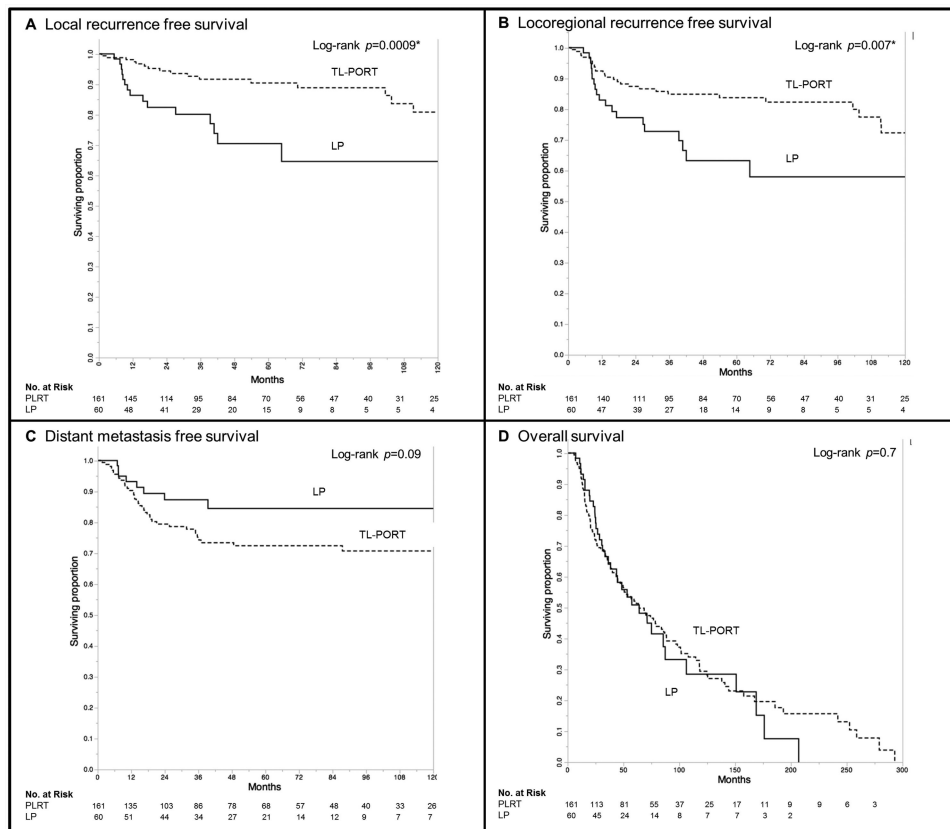 A Local recurrence free survival
Log-rank p=0.0009*
TL-PORT
LP
Surviving proportion
1.0
0.9
0.8
0.7
0.6
0.5
0.4
0.3
0.2
0.1
0.0
0 12 24 36 48 60 72 84 96 108 120
Months
No. at Risk
PLRT 161 145 114 95 84 70 56 47 40 31 25
LP 60 48 41 29 20 15 9 8 5 5 4
B Locoregional recurrence free survival
Log-rank p=0.007*
TL-PORT
LP
Surviving proportion
1.0
0.9
0.8
0.7
0.6
0.5
0.4
0.3
0.2
0.1
0.0
0 12 24 36 48 60 72 84 96 108 120
Months
No. at Risk
PLRT 161 140 111 95 84 70 56 47 40 31 25
LP 60 47 39 27 18 14 9 8 5 5 4
C Distant metastasis free survival
Log-rank p=0.09
LP
TL-PORT
Surviving proportion
1.0
0.9
0.8
0.7
0.6
0.5
0.4
0.3
0.2
0.1
0.0
0 12 24 36 48 60 72 84 96 108 120
Months
No. at Risk
PLRT 161 135 103 86 78 68 57 48 40 33 26
LP 60 51 44 34 27 21 14 12 9 7 7
D Overall survival
Log-rank p=0.7
TL-PORT
LP
Surviving proportion
1.0
0.9
0.8
0.7
0.6
0.5
0.4
0.3
0.2
0.1
0.0
0 50 100 150 200 250 300
Months
No. at Risk
PLRT 161 113 81 55 37 25 17 11 9 9 6 3
LP 60 45 24 14 8 7 7 3 2